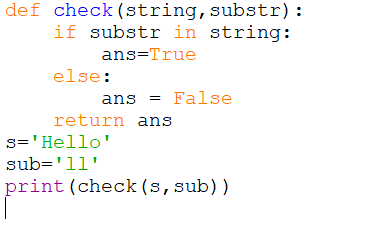 def check(string,substr):
    if substr in string:
        ans=True
    else:
        ans = False
    return ans
s='Hello'
sub='ll'
print(check(s,sub))